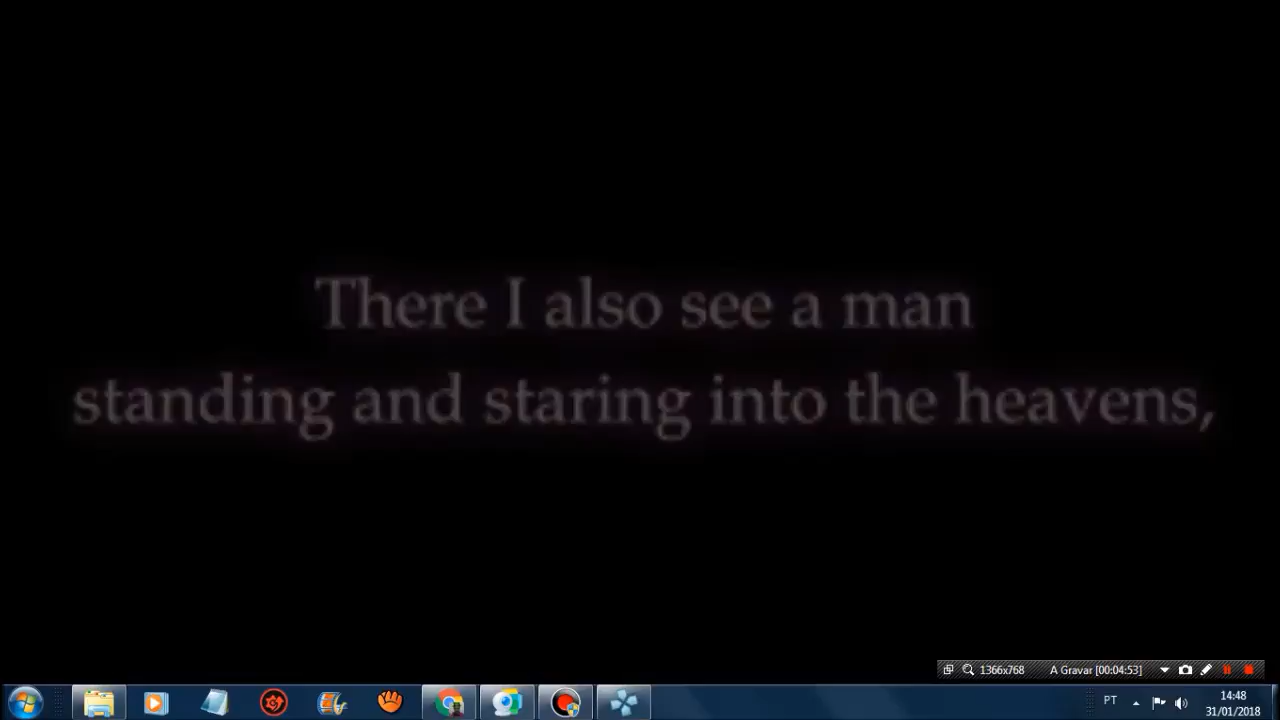 There I also see a man
standing and staring into the heavens,
1366x768
A Gravar [00:04:53]
PT
14:48
31/01/2018